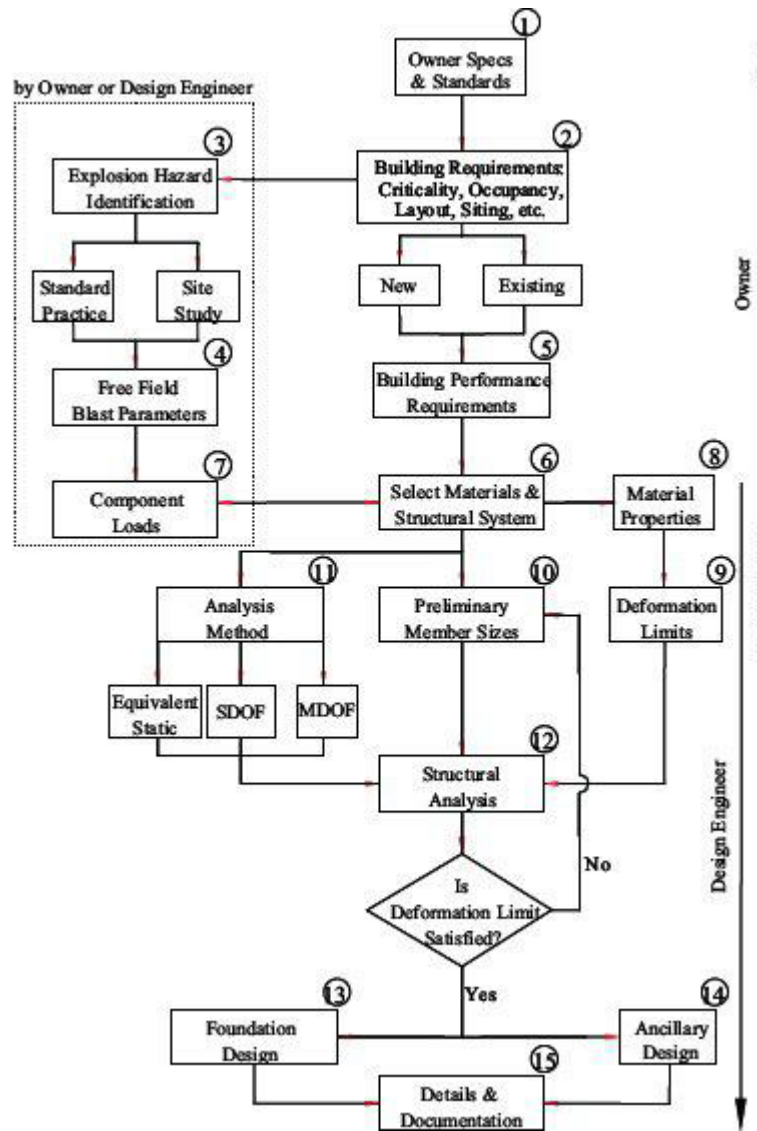 1
Owner Specs
& Standards
by Owner or Design Engineer
2
Building Requirements:
Criticality, Occupancy,
Layout, Siting, etc.
3
Explosion Hazard
Identification
Standard
Practice
Site
Study
New
Existing
Owner
4
Free Field
Blast Parameters
5
Building Performance
Requirements
6
Select Materials &
Structural System
7
Component
Loads
8
Material
Properties
9
Deformation
Limits
10
Preliminary
Member Sizes
11
Analysis
Method
Equivalent
Static
SDOF
MDOF
12
Structural
Analysis
Design Engineer
Is
Deformation Limit
Satisfied?
No
Yes
13
Foundation
Design
14
Ancillary
Design
15
Details &
Documentation